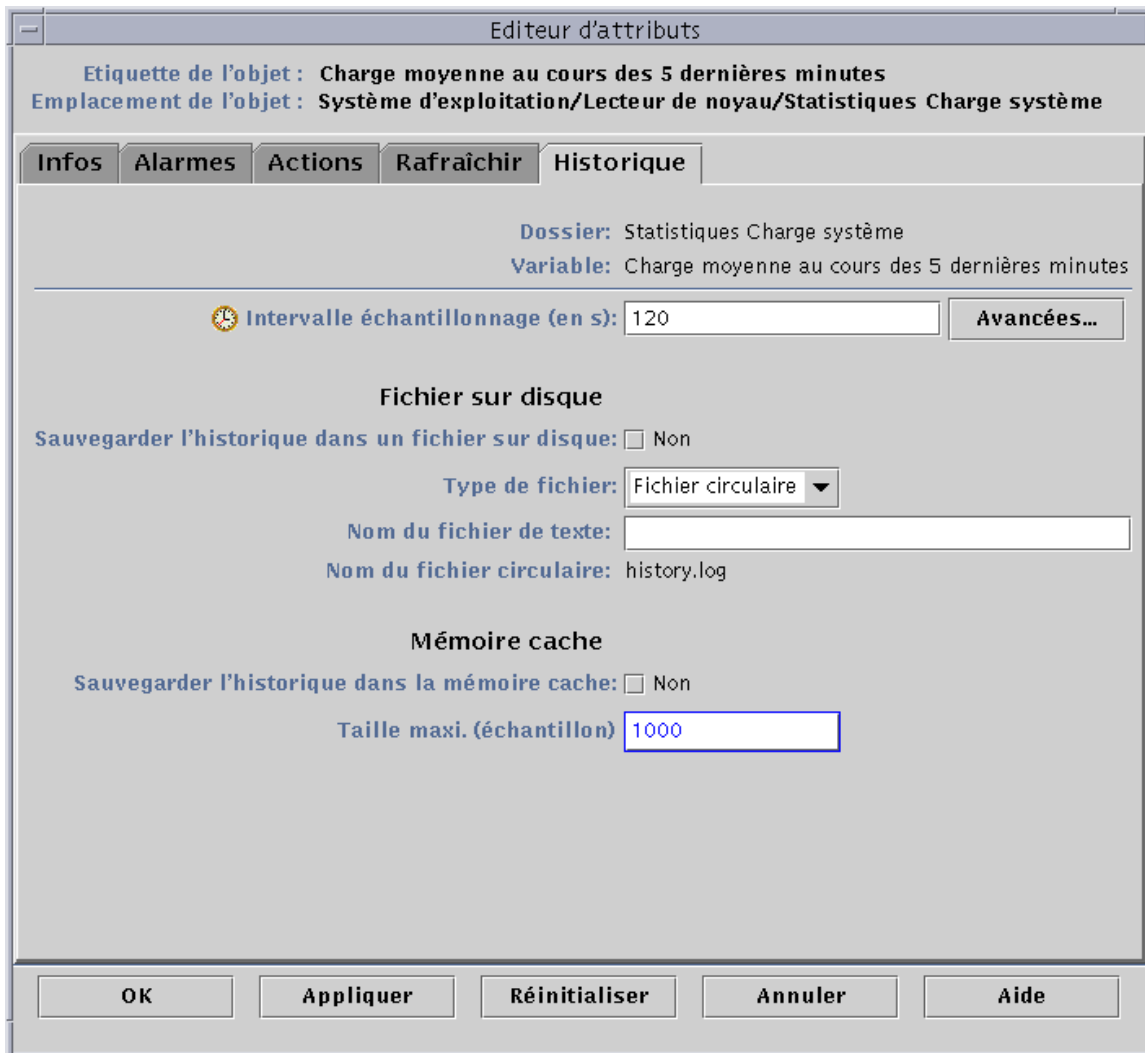 Editeur d'attributs
Etiquette de l'objet : Charge moyenne au cours des 5 dernières minutes
Emplacement de l'objet : Système d'exploitation/Lecteur de noyau/Statistiques Charge système
Infos Alarmes Actions Rafraîchir Historique
Dossier: Statistiques Charge système
Variable: Charge moyenne au cours des 5 dernières minutes
Intervalle échantillonnage (en s): 120 Avancées...
Fichier sur disque
Sauvegarder l'historique dans un fichier sur disque: Non
Type de fichier: Fichier circulaire
Nom du fichier de texte:
Nom du fichier circulaire: history.log
Mémoire cache
Sauvegarder l'historique dans la mémoire cache: Non
Taille maxi. (échantillon) 1000
OK Appliquer Réinitialiser Annuler Aide